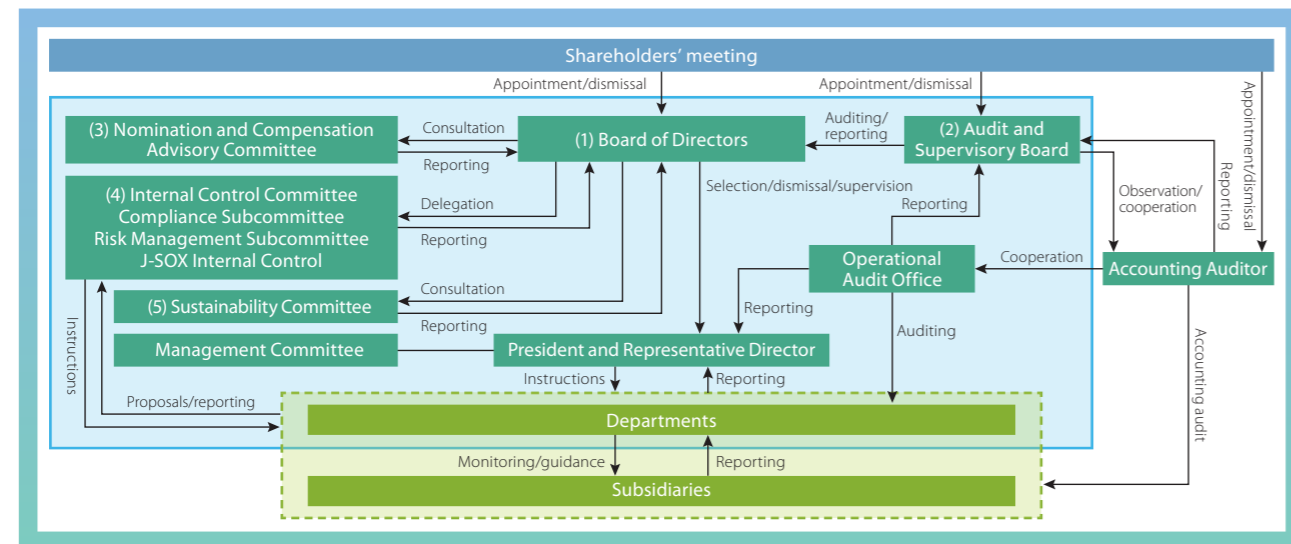 Shareholders’ meeting
Appointment/dismissal
Appointment/dismissal
Appointment/dismissal
(3) Nomination and Compensation
Advisory Committee
Consultation
Reporting
(1) Board of Directors
Auditing/
reporting
(2) Audit and
Supervisory Board
Reporting
Observation/
cooperation
(4) Internal Control Committee
Compliance Subcommittee
Risk Management Subcommittee
J-SOX Internal Control
Delegation
Reporting
Selection/dismissal/supervision
Reporting
Operational
Audit Office
Cooperation
Accounting Auditor
(5) Sustainability Committee
Consultation
Reporting
Reporting
Auditing
Management Committee
President and Representative Director
Instructions
Instructions
Reporting
Accounting audit
Proposals/reporting
Departments
Monitoring/guidance
Reporting
Subsidiaries